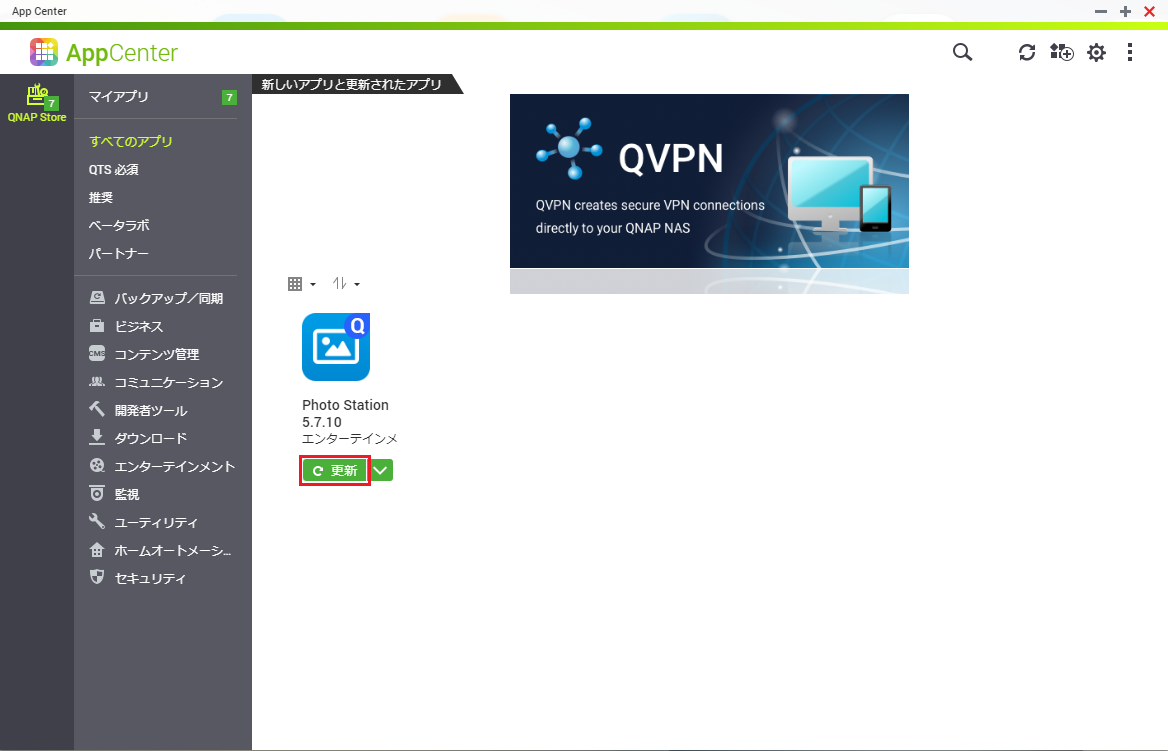 App Center
AppCenter
7
QNAP Store
マイアプリ 7
すべてのアプリ
QTS 必須
推奨
ベータラボ
パートナー
バックアップ／同期
ビジネス
CMS コンテンツ管理
コミュニケーション
開発者ツール
ダウンロード
エンターテインメント
監視
ユーティリティ
ホームオートメーシ...
セキュリティ
新しいアプリと更新されたアプリ
QVPN
QVPN creates secure VPN connections
directly to your QNAP NAS
Q
Photo Station
5.7.10
エンターテインメ
更新